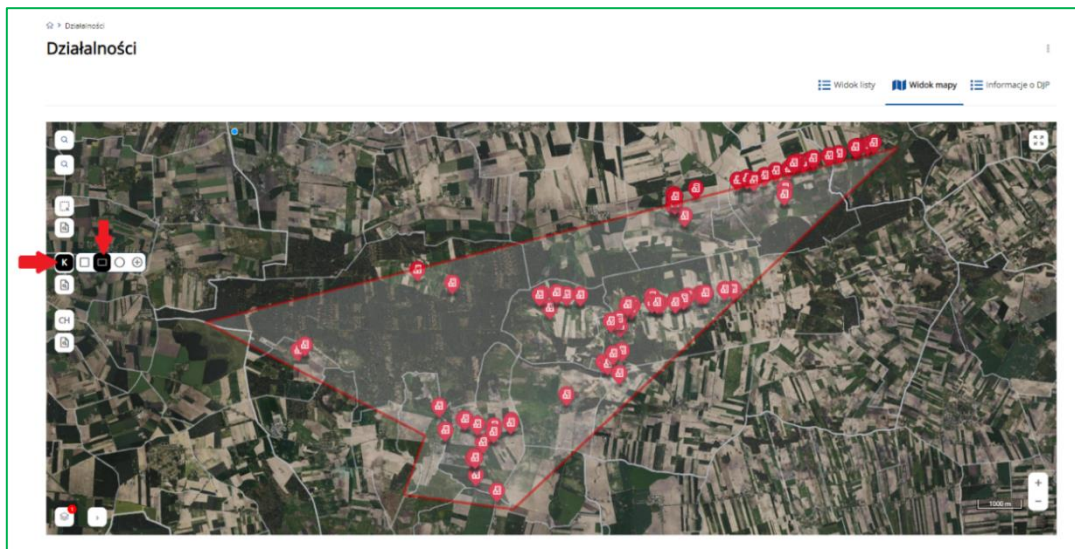 > Działalności
Działalności
Widok listy Widok mapy Informacje o DJP
K
CH
1000 m